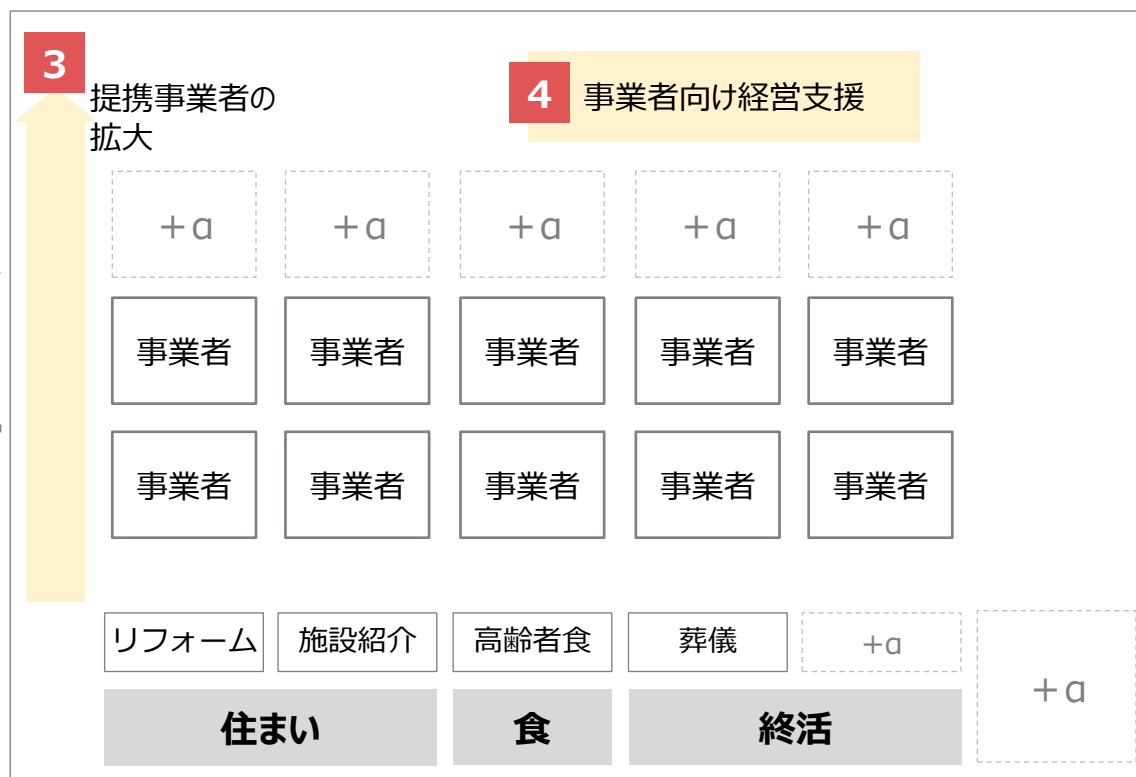 3
提携事業者の
拡大
4 事業者向け経営支援
+α +α +α +α +α
事業者 事業者 事業者 事業者 事業者
事業者 事業者 事業者 事業者 事業者
リフォーム 施設紹介 高齢者食 葬儀 +α
+α
住まい 食 終活